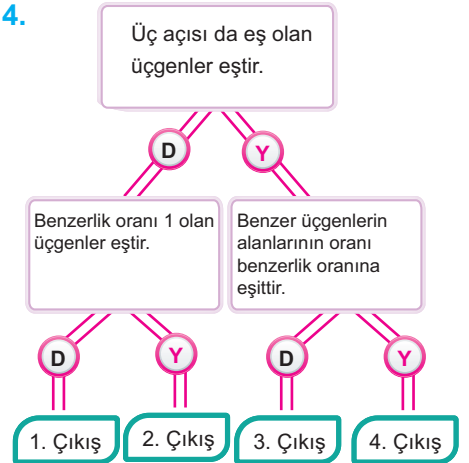 4.
Üç açısı da eş olan
üçgenler eştir.
D
Y
Benzerlik oranı 1 olan
üçgenler eştir.
Benzer üçgenlerin
alanlarının oranı
benzerlik oranına
eşittir.
D
Y
D
Y
1. Çıkış
2. Çıkış
3. Çıkış
4. Çıkış